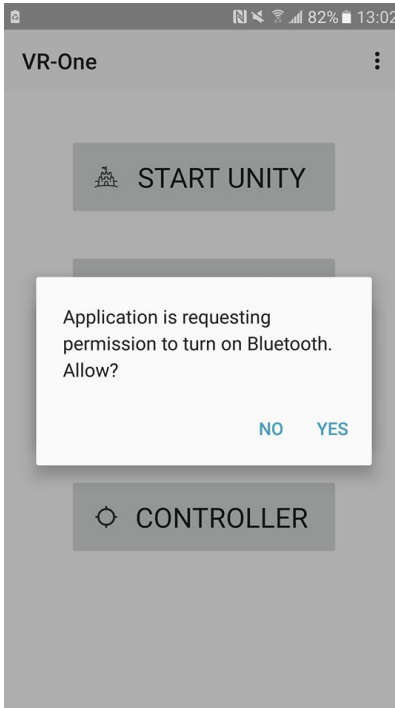 82% 13:02
VR-One
START UNITY
Application is requesting
permission to turn on Bluetooth.
Allow?
NO YES
CONTROLLER